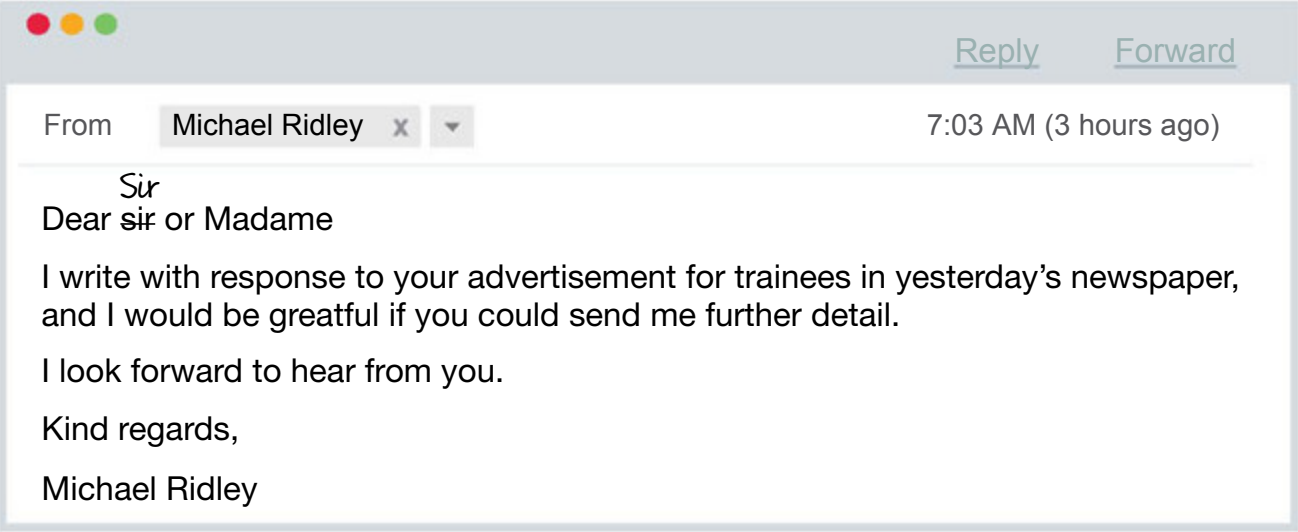 Reply Forward
From Michael Ridley x 7:03 AM (3 hours ago)
Sir
Dear sir or Madame
I write with response to your advertisement for trainees in yesterday’s newspaper,
and I would be greatful if you could send me further detail.
I look forward to hear from you.
Kind regards,
Michael Ridley